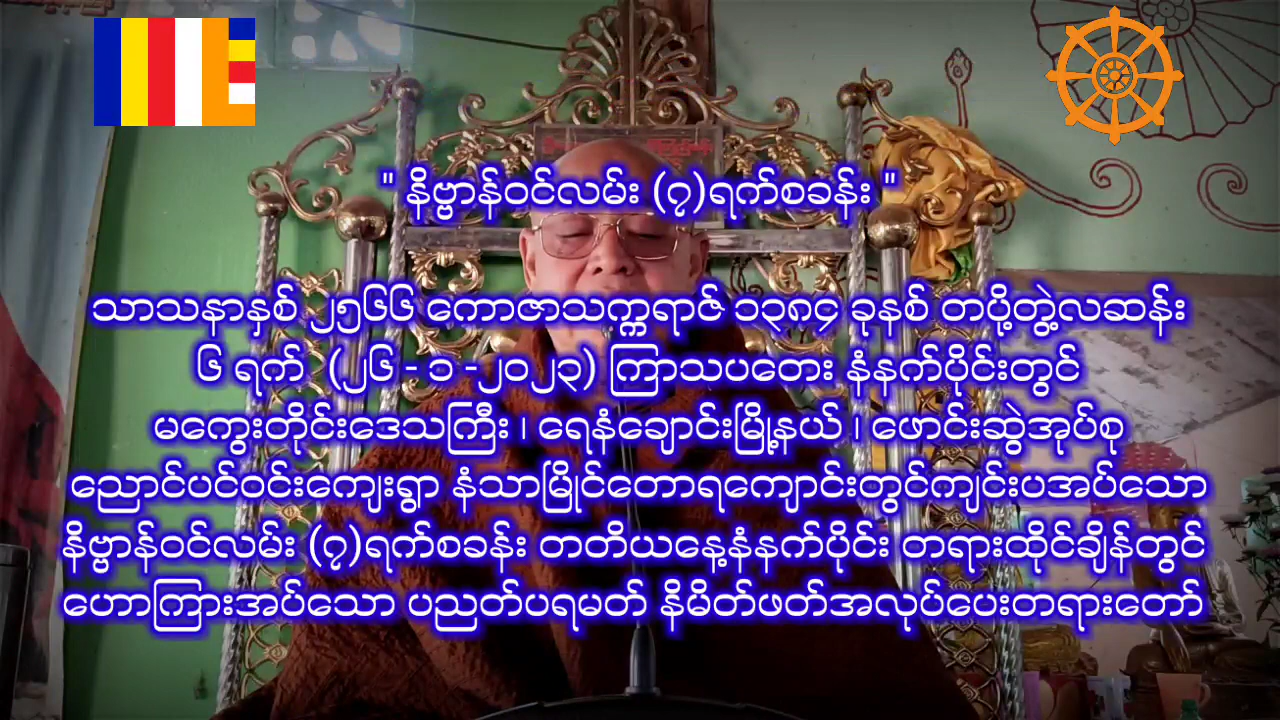 " နိဗ္ဗာန်ဝင်လမ်း (၇)ရက်စခန်း "
သာသနာနှစ် ၂၅၆၆ ကောဇာသက္ကရာဇ် ၁၃၈၄ ခုနစ် တပို့တွဲ့လဆန်း
၆ ရက် (၂၆ - ၁ -၂၀၂၃) ကြာသပတေး နံနက်ပိုင်းတွင်
မကွေးတိုင်းဒေသကြီး ၊ ရေနံချောင်းမြို့နယ် ၊ ဖောင်းဆွဲအုပ်စု
ညောင်ပင်ဝင်းကျေးရွာ နံသာမြိုင်တောရကျောင်းတွင်ကျင်းပအပ်သော
နိဗ္ဗာန်ဝင်လမ်း (၇)ရက်စခန်း တတိယနေ့နံနက်ပိုင်း တရားထိုင်ချိန်တွင်
ဟောကြားအပ်သော ပညတ်ပရမတ် နိမိတ်ဖတ်အလုပ်ပေးတရားတော်